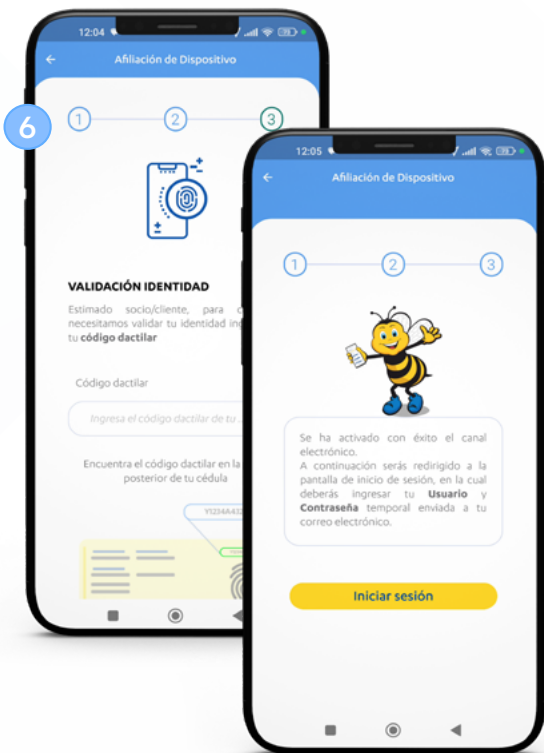 6
12:04
Afiliación de Dispositivo
1 2 3
VALIDACIÓN IDENTIDAD
Estimado socio/cliente, para
necesitamos validar tu identidad
tu código dactilar
Código dactilar
Ingresa el código dactilar de tu
Encuentra el código dactilar en la
posterior de tu cédula
12:05
Afiliación de Dispositivo
1 2 3
Se ha activado con éxito el canal
electrónico.
A continuación serás redirigido a la
pantalla de inicio de sesión, en la cual
deberás ingresar tu Usuario y
Contraseña temporal enviada a tu
correo electrónico.
Iniciar sesión